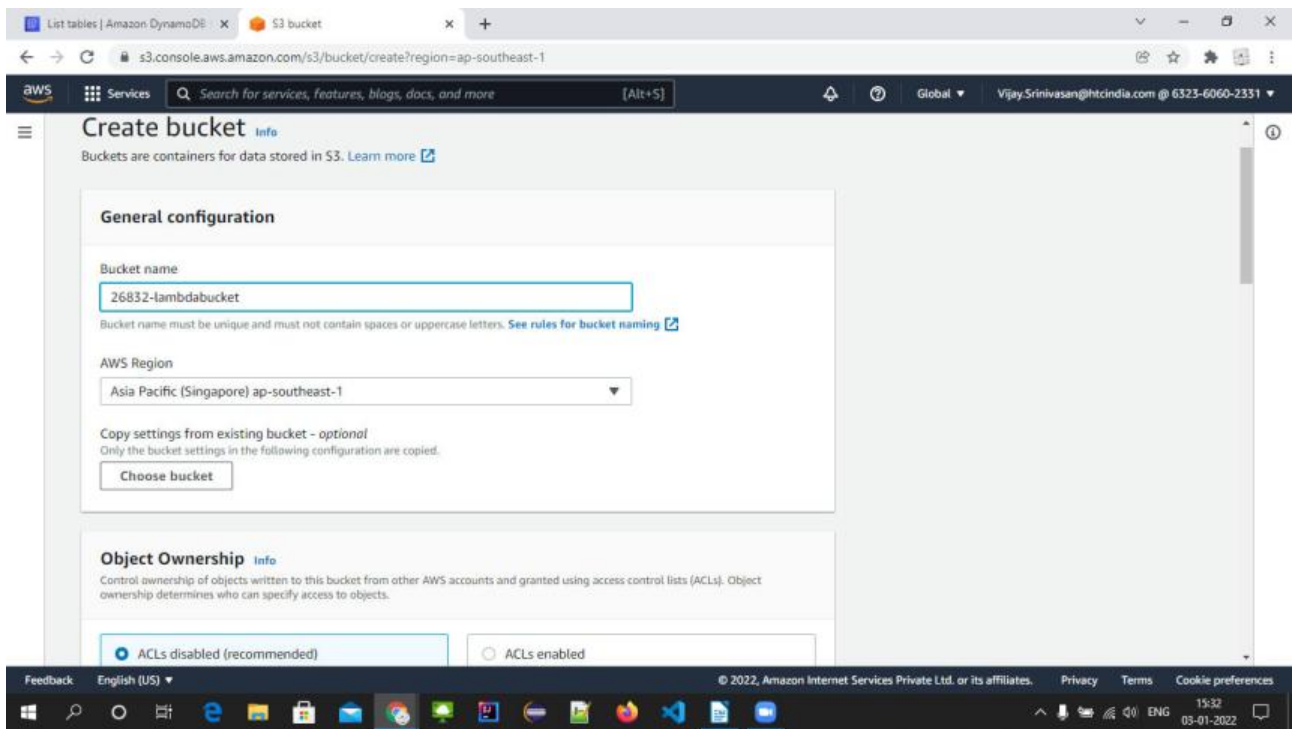 List tables | Amazon DynamoDB
S3 bucket
s3.console.aws.amazon.com/s3/bucket/create?region=ap-southeast-1
aws
Services
Search for services, features, blogs, docs, and more
[Alt+S]
Global
Vijay.Srinivasan@htcindia.com @ 6323-6060-2331
Create bucket Info
Buckets are containers for data stored in S3. Learn more
General configuration
Bucket name
26832-lambdabucket
Bucket name must be unique and must not contain spaces or uppercase letters. See rules for bucket naming
AWS Region
Asia Pacific (Singapore) ap-southeast-1
Copy settings from existing bucket - optional
Only the bucket settings in the following configuration are copied.
Choose bucket
Object Ownership Info
Control ownership of objects written to this bucket from other AWS accounts and granted using access control lists (ACLs). Object
ownership determines who can specify access to objects.
ACLs disabled (recommended)
ACLs enabled
Feedback English (US) © 2022, Amazon Internet Services Private Ltd. or its affiliates. Privacy Terms Cookie preferences
ENG
15:32
03-01-2022